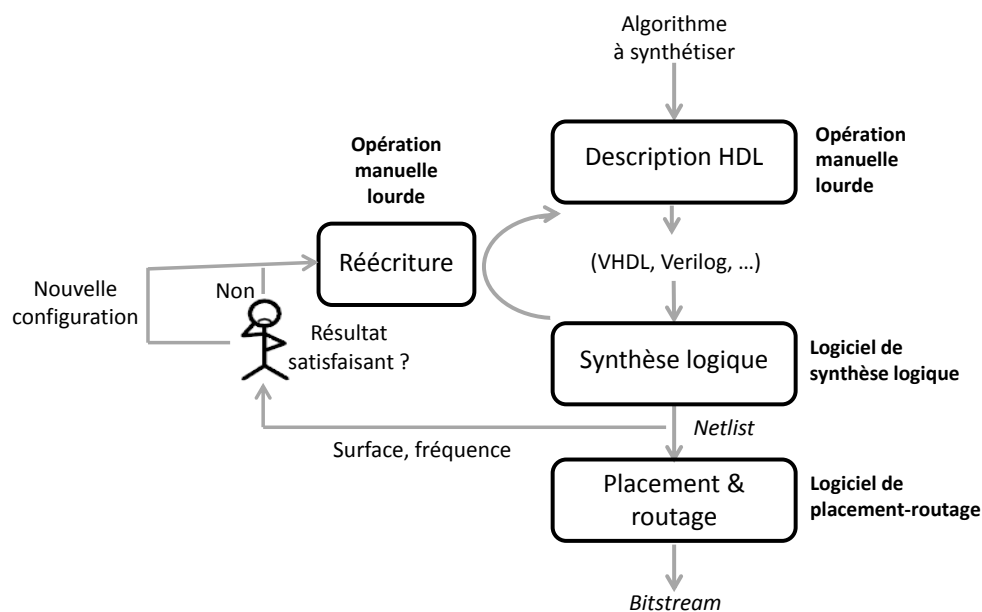 Algorithme
à synthétiser
Description HDL
Opération
manuelle
lourde
Opération
manuelle
lourde
Réécriture
(VHDL, Verilog, …)
Nouvelle
configuration
Non
Résultat
satisfaisant ?
Synthèse logique
Logiciel de
synthèse logique
Netlist
Surface, fréquence
Placement &
routage
Logiciel de
placement-routage
Bitstream